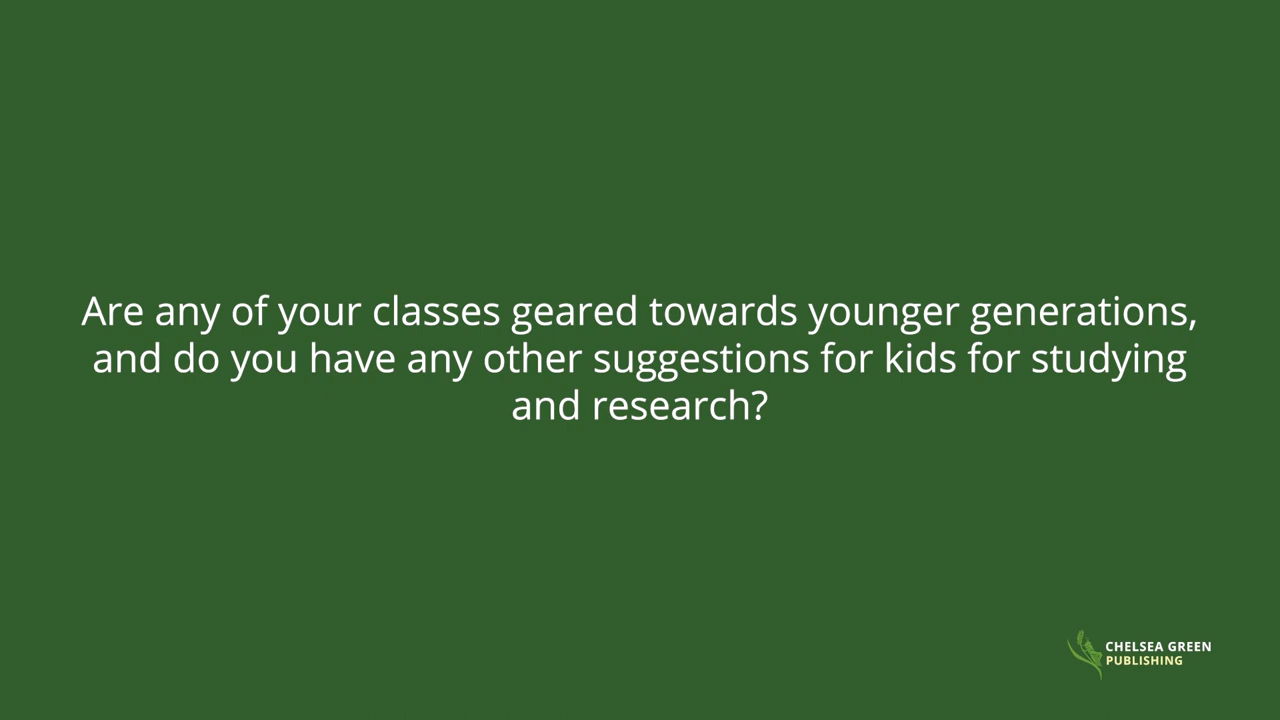 Are any of your classes geared towards younger generations,
and do you have any other suggestions for kids for studying
and research?
CHELSEA GREEN
PUBLISHING